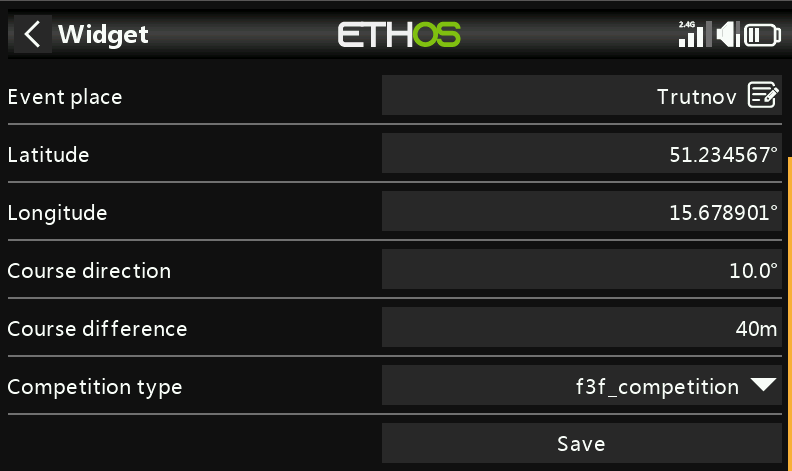 Widget ETHOS 2.4G
Event place Trutnov
Latitude 51.234567°
Longitude 15.678901°
Course direction 10.0°
Course difference 40m
Competition type f3f_competition
Save